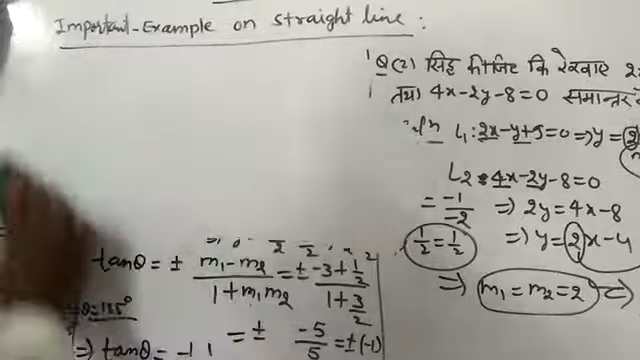 Important-Example on straight line :
Q(2) सिद्ध कीजिए कि रेखाए 2x
तथा 4x-2y-8=0 समान्तर
L₁: 2x-y+5=0 ⇒ y=2
L₂: 4x-2y-8=0
= -1/-2 ⇒ 2y=4x-8
1/2 = 1/2 ⇒ y=2x-4
⇒ m₁=m₂=2
tanθ = ± m₁-m₂/1+m₁m₂ = ± -3+1/2/1+3/2
θ=135°
= ± -5/5 = ±(-1)
⇒ tanθ = -1